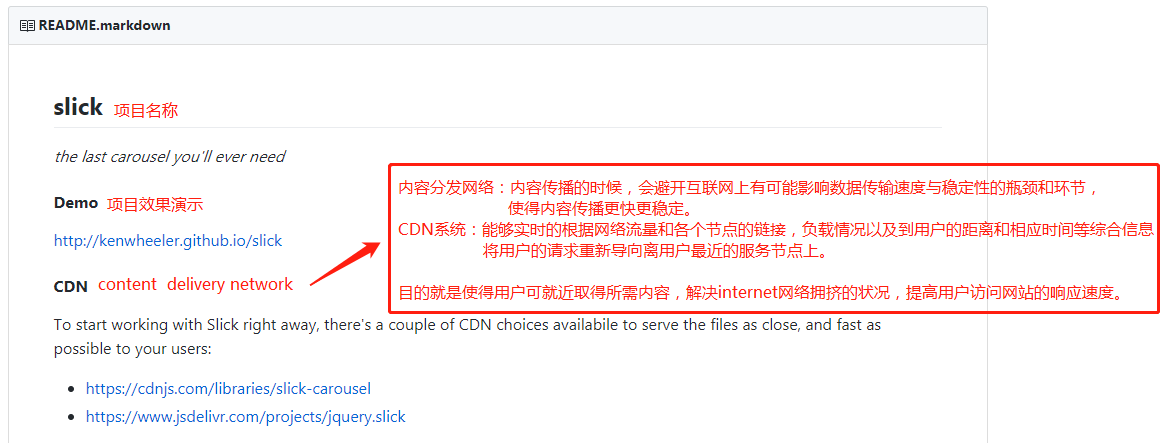 README.markdown
slick 项目名称
the last carousel you'll ever need
Demo 项目效果演示
http://kenwheeler.github.io/slick
CDN content delivery network
内容分发网络：内容传播的时候，会避开互联网上有可能影响数据传输速度与稳定性的瓶颈和环节，
使得内容传播更快更稳定。
CDN系统：能够实时的根据网络流量和各个节点的链接，负载情况以及到用户的距离和相应时间等综合信息
将用户的请求重新导向离用户最近的服务节点上。
目的就是使得用户可就近取得所需内容，解决internet网络拥挤的状况，提高用户访问网站的响应速度。
To start working with Slick right away, there's a couple of CDN choices availabile to serve the files as close, and fast as
possible to your users:
• https://cdnjs.com/libraries/slick-carousel
• https://www.jsdelivr.com/projects/jquery.slick